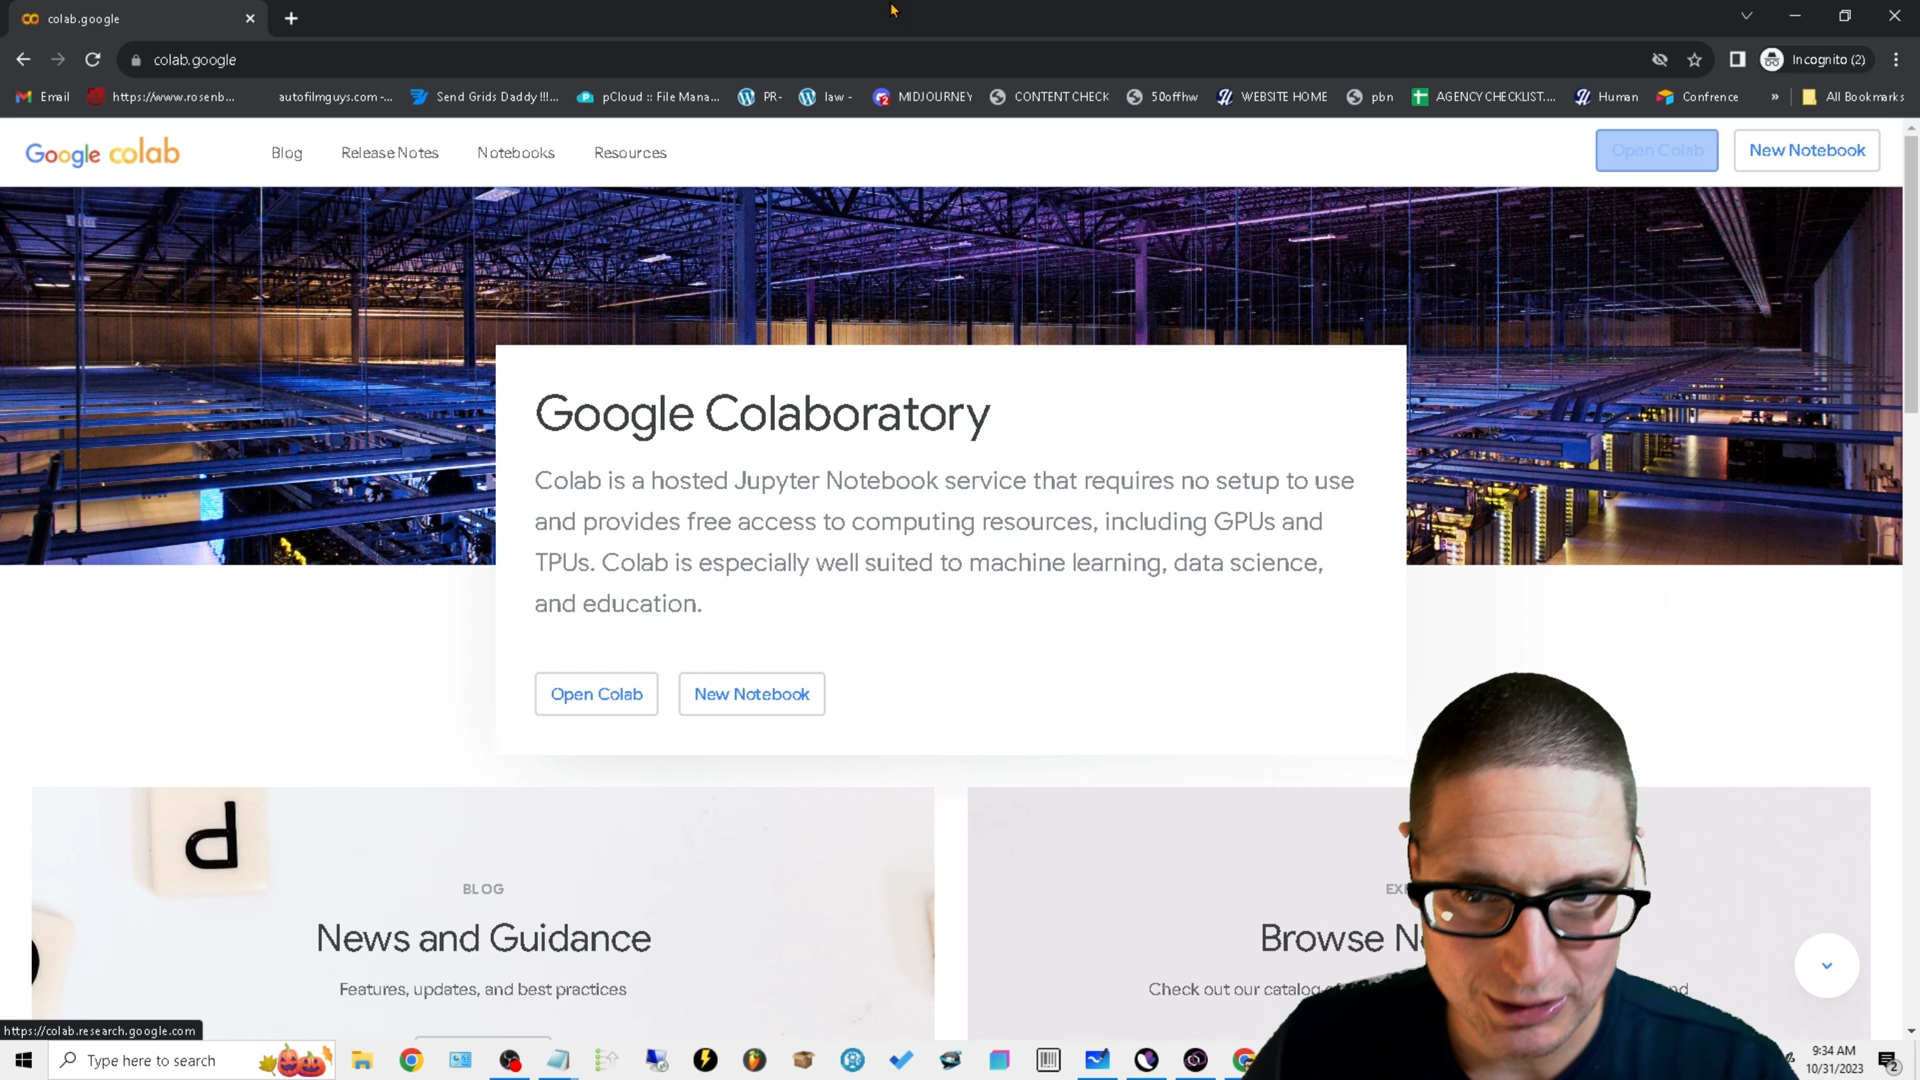 colab.google
colab.google
Incognito (2)
Email
https://www.rosenb...
autofilmguys.com -...
Send Grids Daddy !!!...
pCloud :: File Mana...
PR-
law -
MIDJOURNEY
CONTENT CHECK
50offhw
WEBSITE HOME
pbn
AGENCY CHECKLIST....
Human
Confrence
»
All Bookmarks
Google colab
Blog
Release Notes
Notebooks
Resources
Open Colab
New Notebook
Google Colaboratory
Colab is a hosted Jupyter Notebook service that requires no setup to use
and provides free access to computing resources, including GPUs and
TPUs. Colab is especially well suited to machine learning, data science,
and education.
Open Colab
New Notebook
d
BLOG
News and Guidance
Features, updates, and best practices
Browse
Check out our catalog
https://colab.research.google.com
Type here to search
9:34 AM
10/31/2023
2